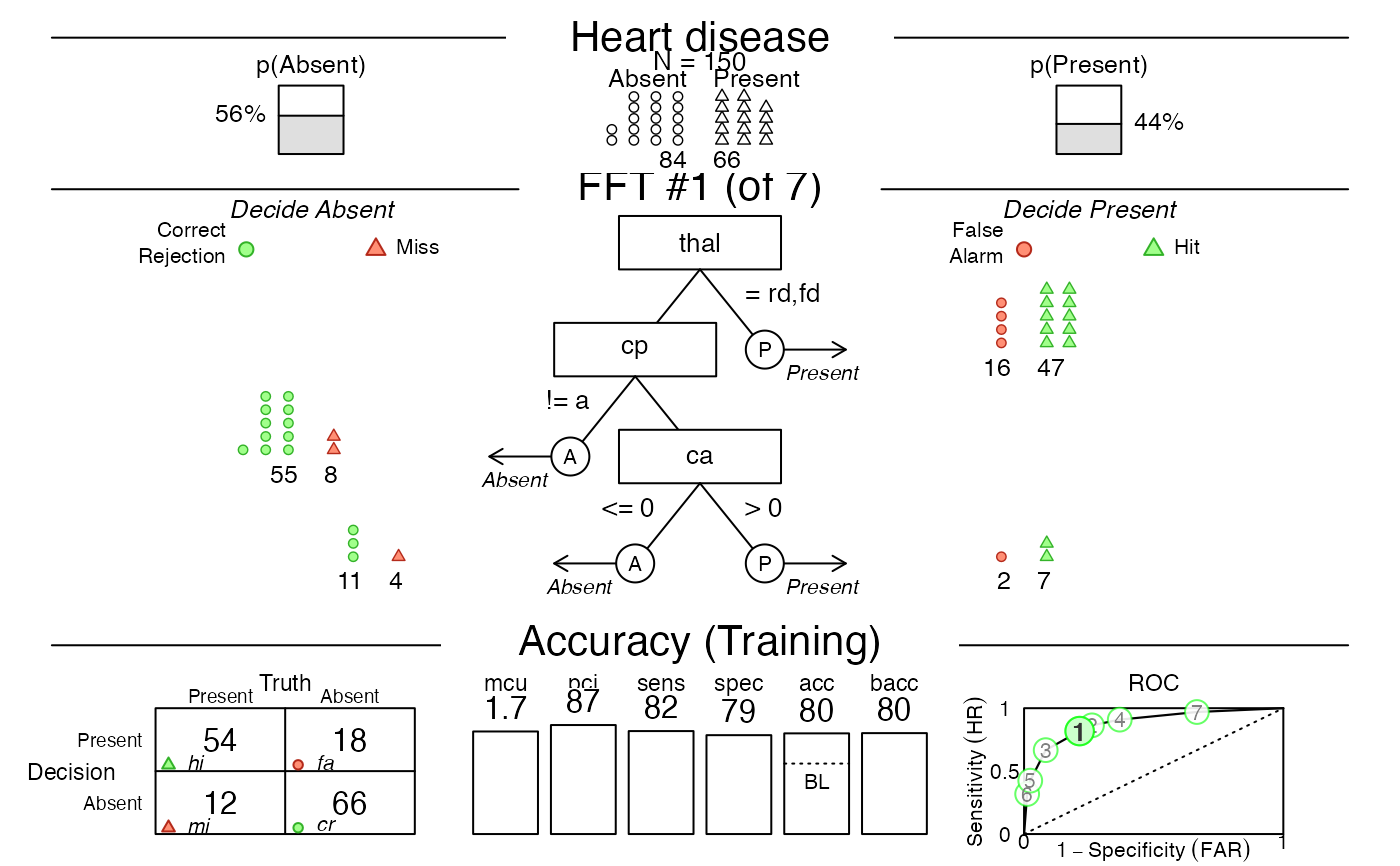 Heart disease
N = 150
p(Absent)
Absent Present
p(Present)
56%
44%
84 66
FFT #1 (of 7)
Decide Absent
Decide Present
Correct
Rejection
Miss
thal
False
Alarm
Hit
= rd,fd
cp
P
Present
16 47
!= a
A
Absent
ca
55 8
<= 0
> 0
A
Absent
P
Present
11 4
2 7
Accuracy (Training)
Truth
Present Absent
Decision
Present
54
hi
18
fa
Absent
12
mi
66
cr
mcu pci sens spec acc bacc
1.7 87 82 79 80 80
BL
ROC
Sensitivity (HR)
1
0.5
0
1 2 4 7
3
5
6
0 1
1 – Specificity (FAR)